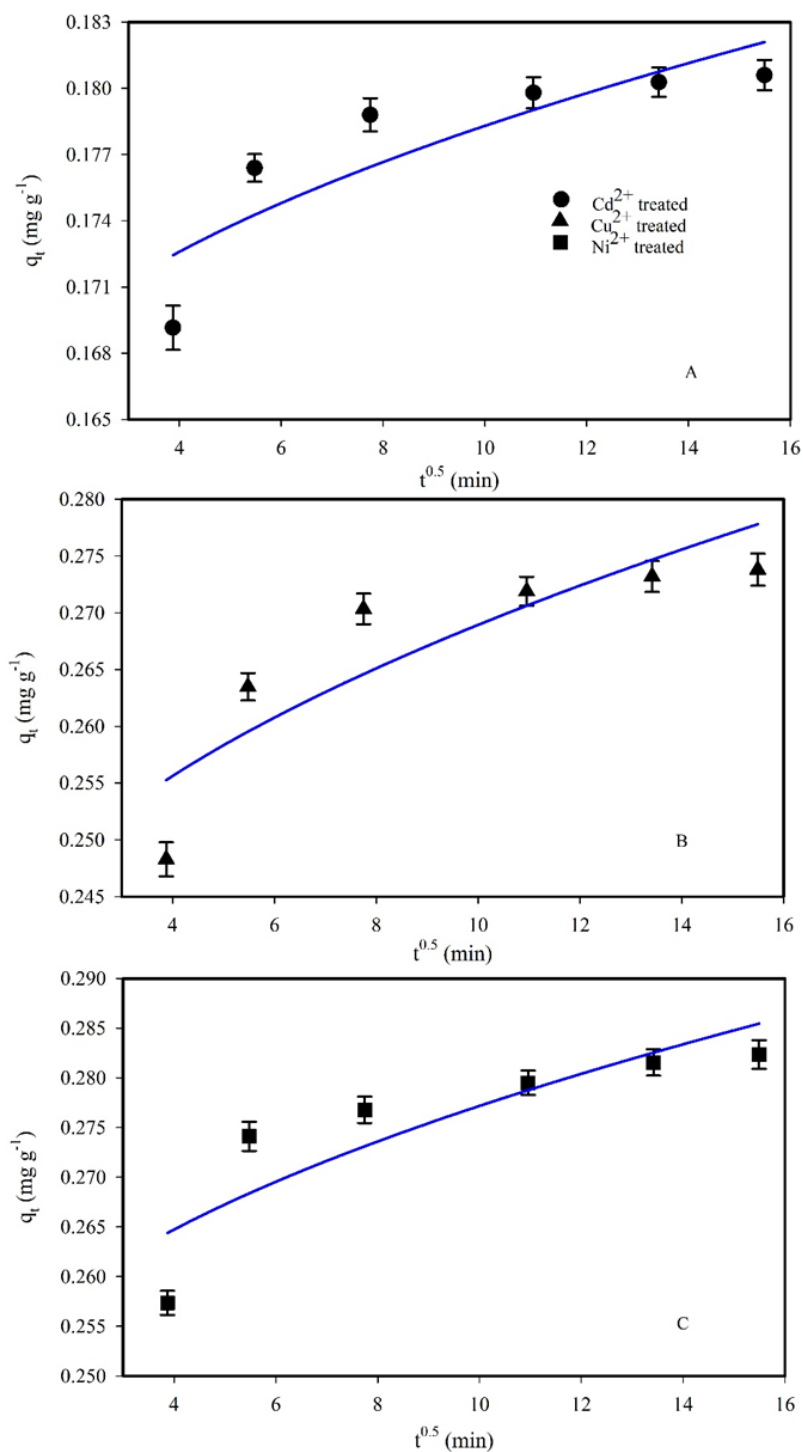 0.183
0.180
0.177
0.174
0.171
0.168
0.165
qt (mg g-1)
Cd2+ treated
Cu2+ treated
Ni2+ treated
A
4 6 8 10 12 14 16
t0.5 (min)
0.280
0.275
0.270
0.265
0.260
0.255
0.250
0.245
qt (mg g-1)
B
4 6 8 10 12 14 16
t0.5 (min)
0.290
0.285
0.280
0.275
0.270
0.265
0.260
0.255
0.250
qt (mg g-1)
C
4 6 8 10 12 14 16
t0.5 (min)